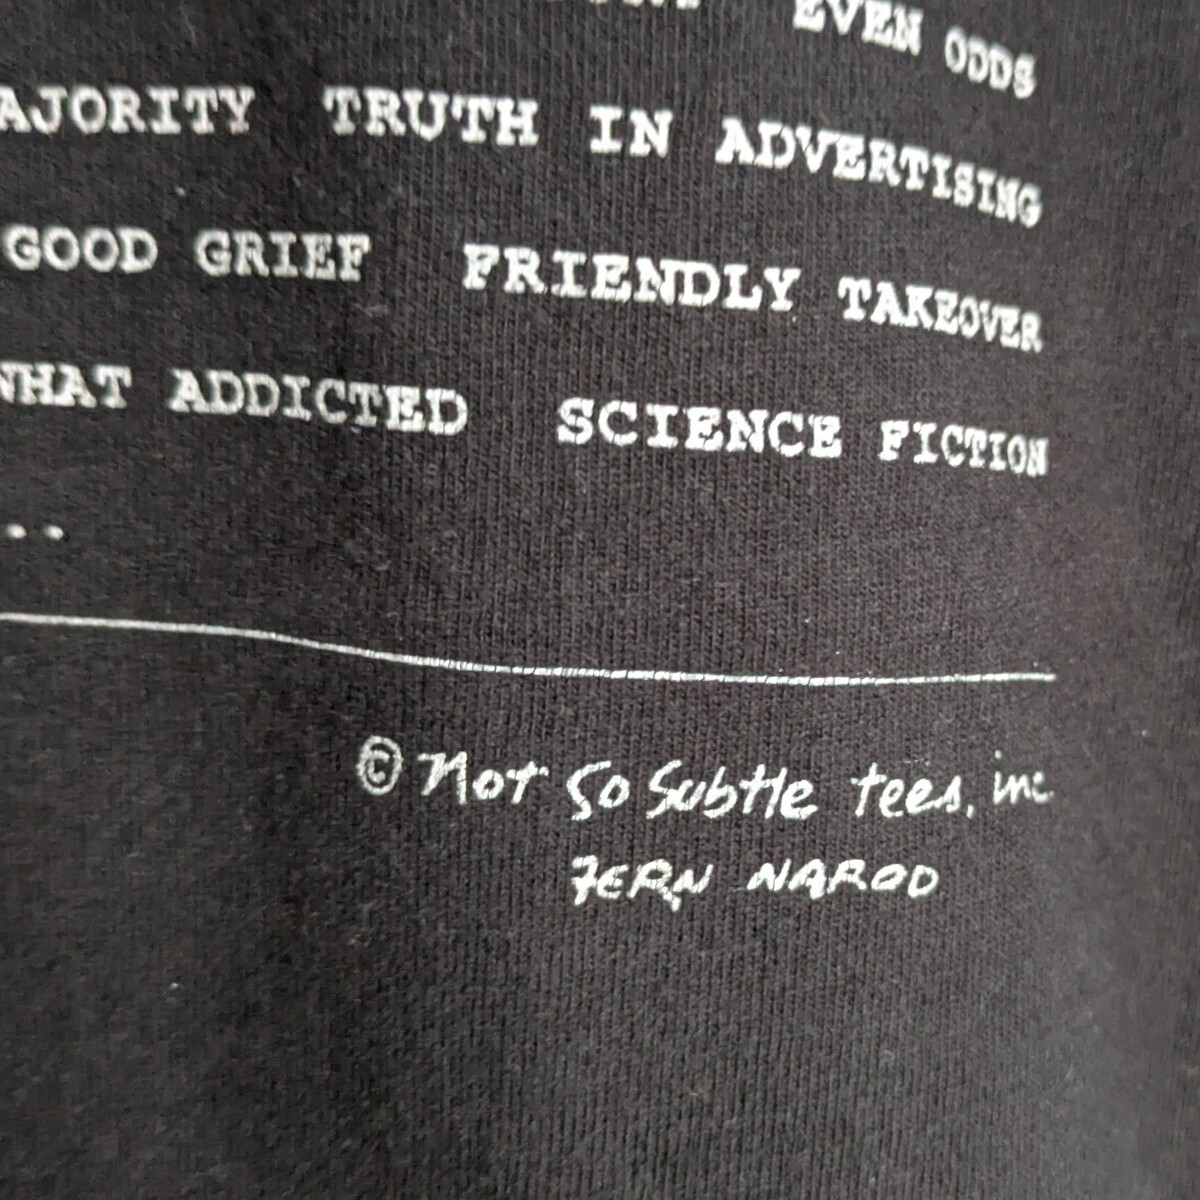 EVEN ODDS
AJORITY TRUTH IN ADVERTISING
GOOD GRIEF FRIENDLY TAKEOVER
WHAT ADDICTED SCIENCE FICTION
..
© Not So Subtle tees, inc.
FERN NAROD